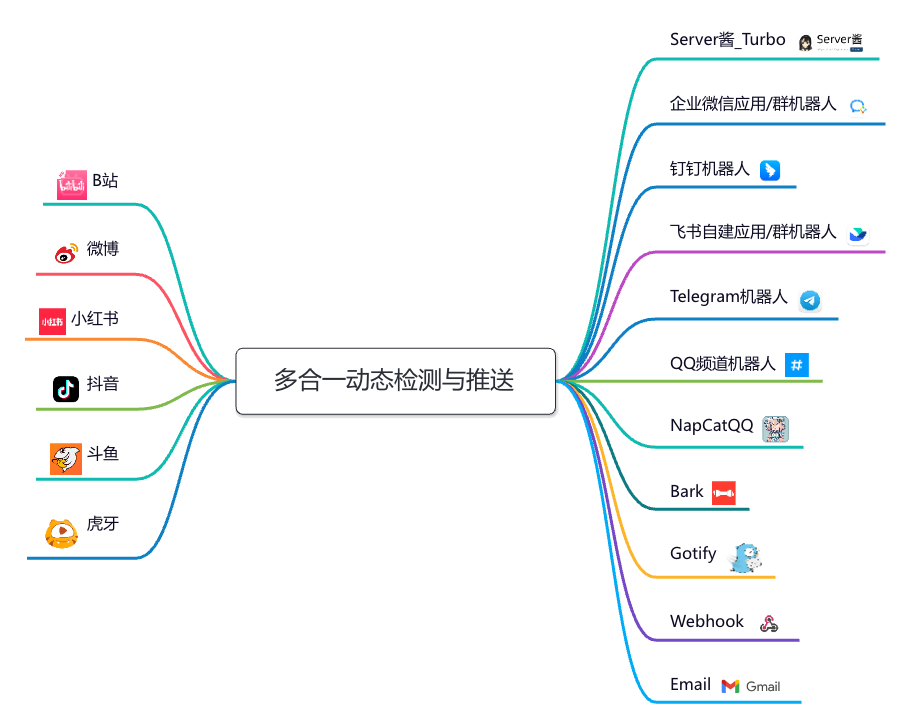 B站
微博
小红书
小红书
抖音
斗鱼
虎牙
多合一动态检测与推送
Server酱_Turbo Server酱
企业微信应用/群机器人
钉钉机器人
飞书自建应用/群机器人
Telegram机器人
QQ频道机器人 #
NapCatQQ
Bark
Gotify
Webhook
Email Gmail